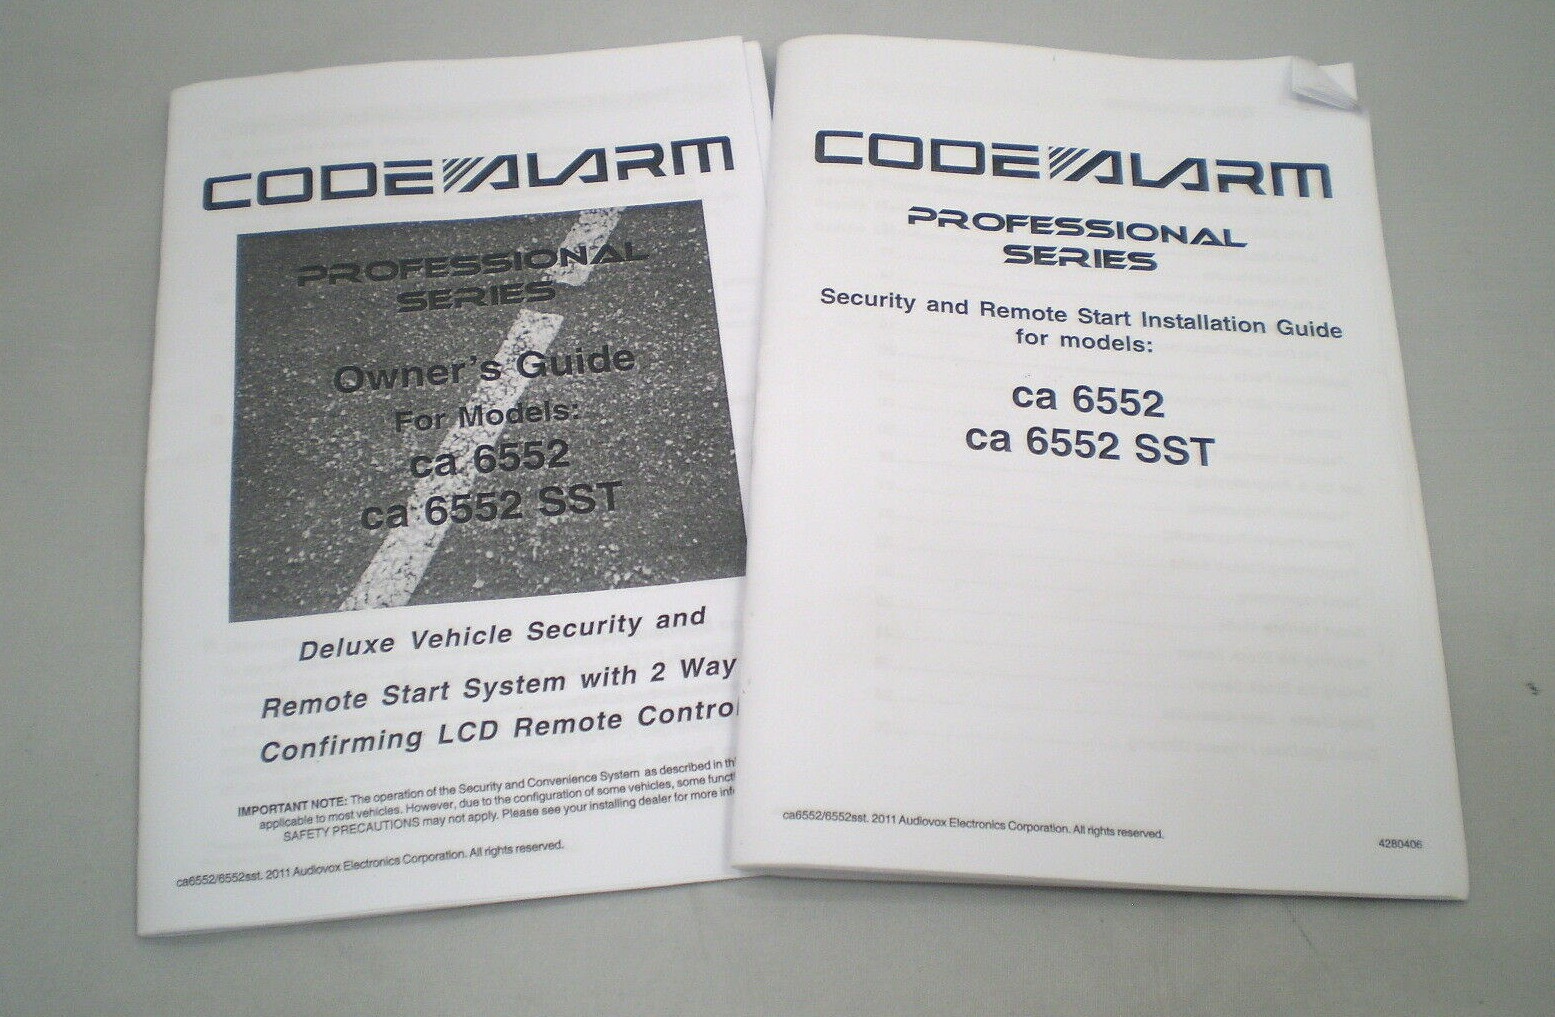 CODE ALARM
PROFESSIONAL
SERIES
Owner's Guide
For Models:
ca 6552
ca 6552 SST
Deluxe Vehicle Security and
Remote Start System with 2 Way
Confirming LCD Remote Contro
IMPORTANT NOTE: The operation of the Security and Convenience System as described in th
applicable to most vehicles. However, due to the configuration of some vehicles, some funct
SAFETY PRECAUTIONS may not apply. Please see your installing dealer for more inf
ca6552/6552sst. 2011 Audiovox Electronics Corporation. All rights reserved.
CODE ALARM
PROFESSIONAL
SERIES
Security and Remote Start Installation Guide
for models:
ca 6552
ca 6552 SST
ca6552/6552sst. 2011 Audiovox Electronics Corporation. All rights reserved.
4280406